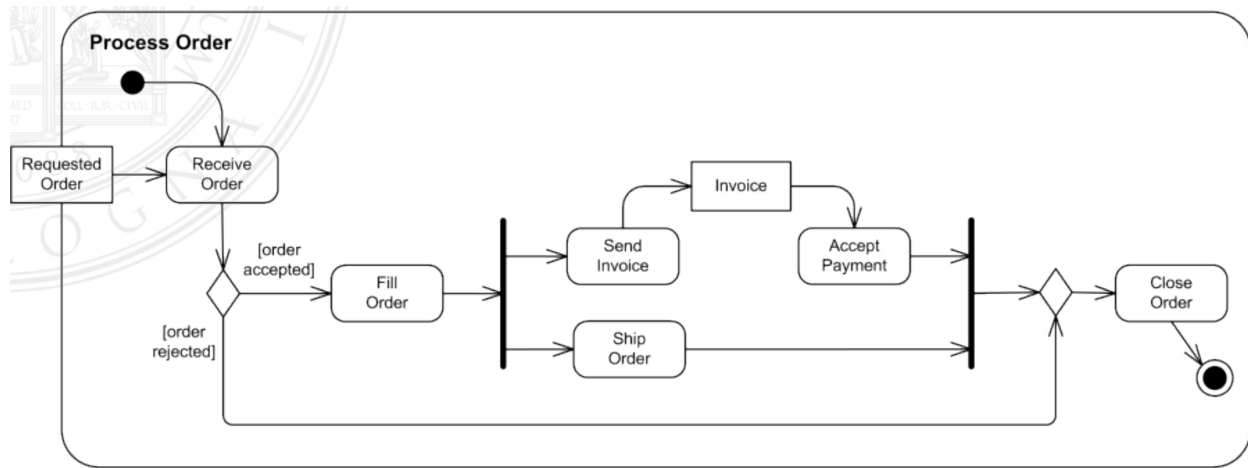 Process Order
Requested
Order
Receive
Order
Invoice
Send
Invoice
Accept
Payment
[order
accepted]
Fill
Order
Close
Order
[order
rejected]
Ship
Order